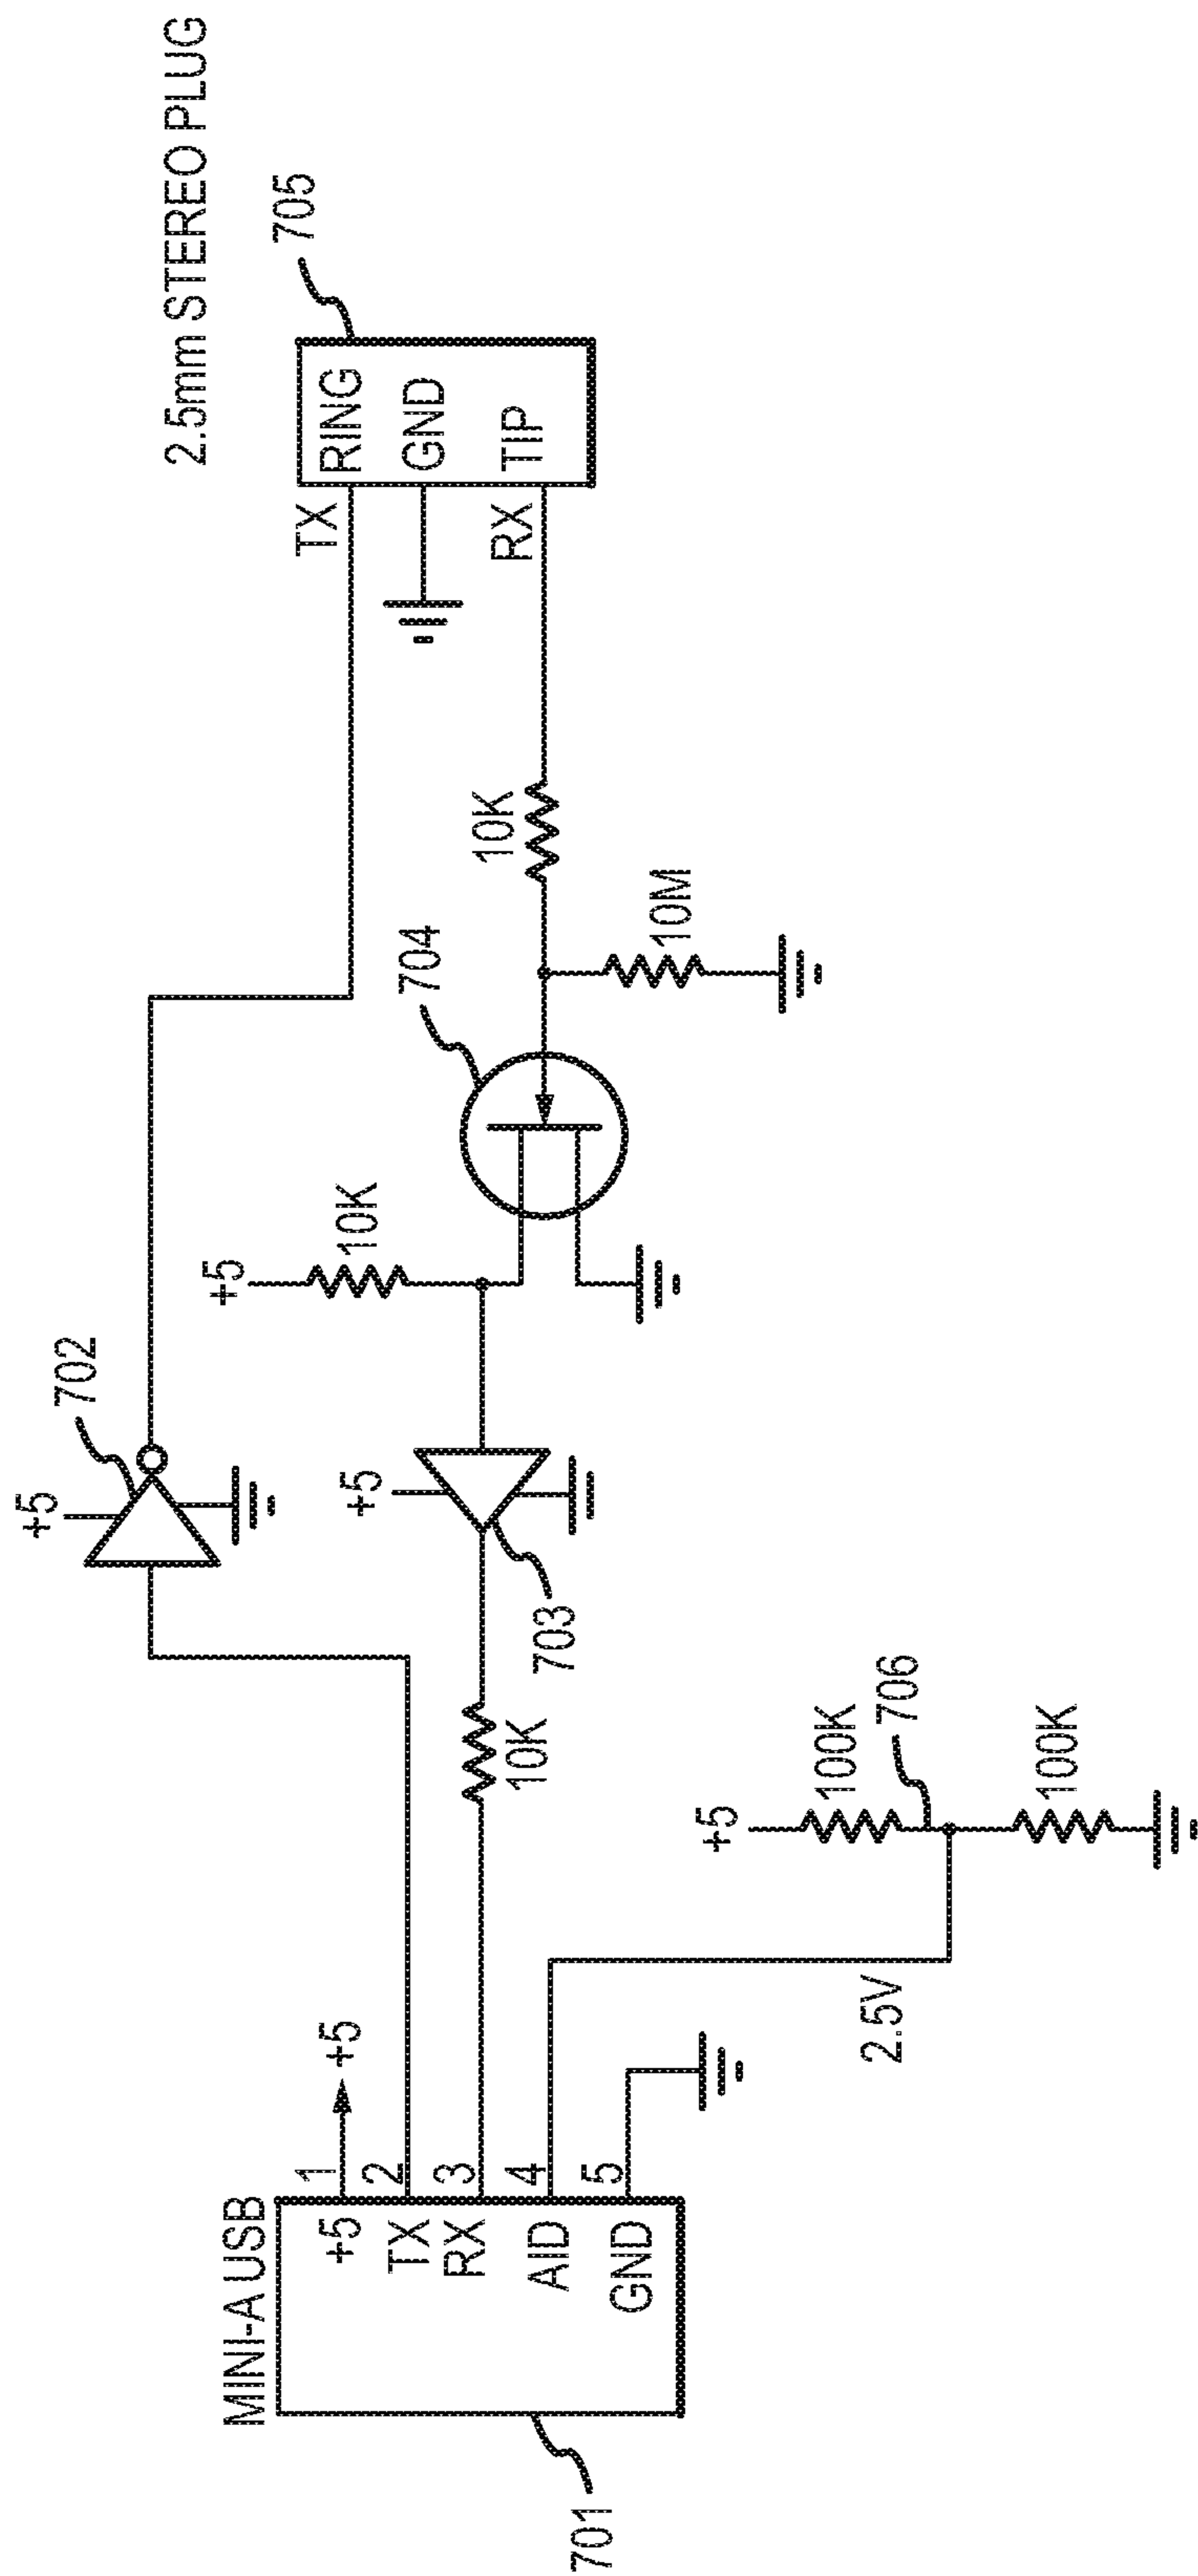 2.5mm STEREO PLUG
705
TX
RING
GND
RX
TIP
10K
10M
704
+5
10K
+5
702
+5
703
10K
+5
100K
706
100K
2.5V
MINI-A USB
+5
1
+5
TX
2
RX
3
AID
4
GND
5
701